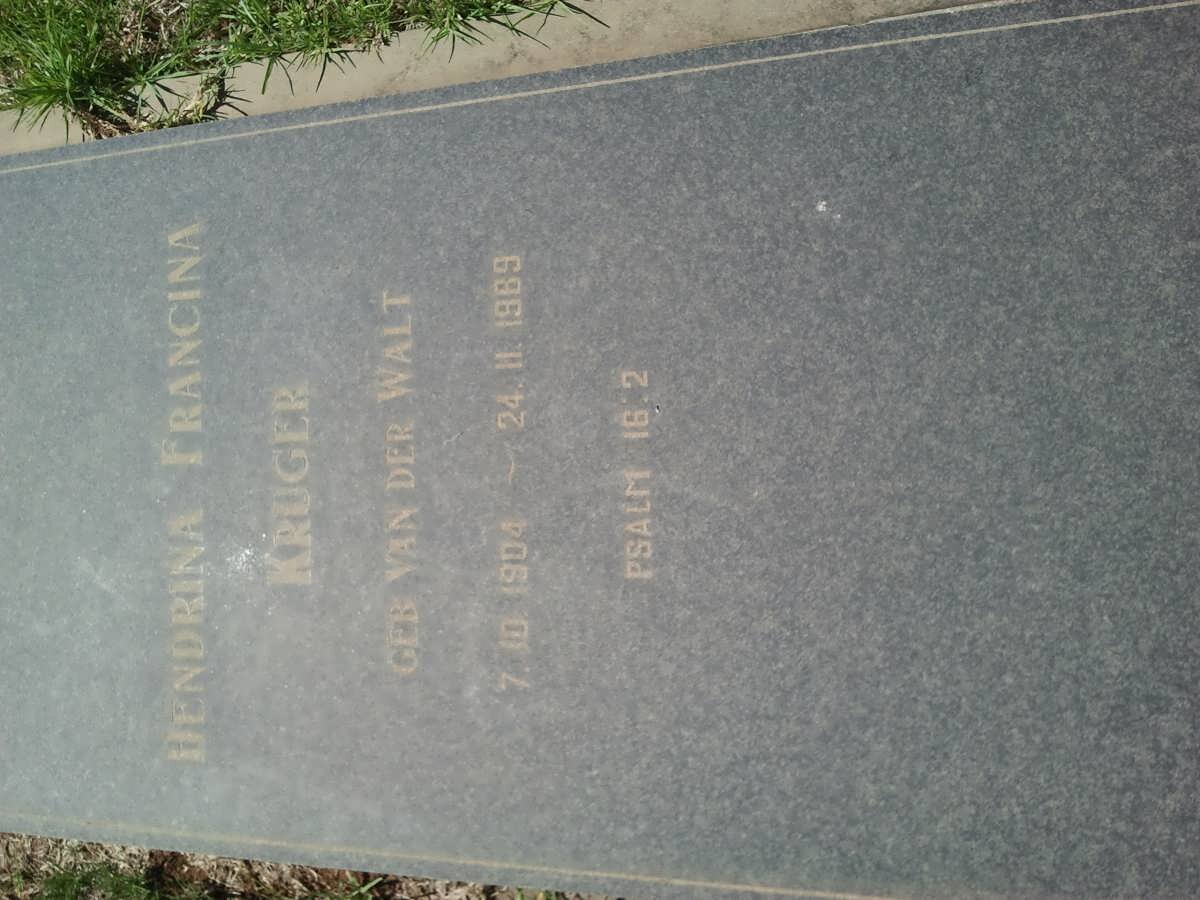 HENDRINA FRANCINA
KRUGER
GEB VAN DER WALT
7.10 1904 ~ 24.11.1989
PSALM 16:2